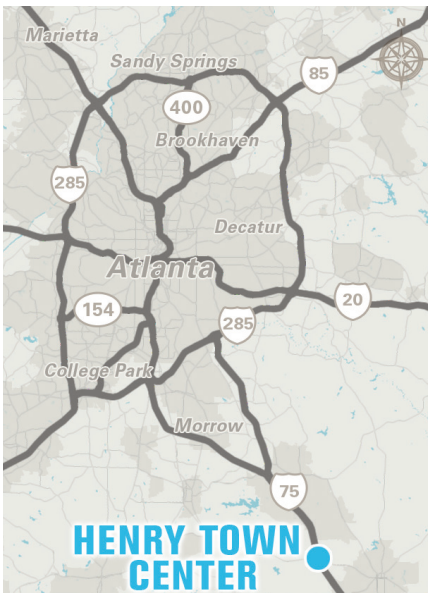 N
Marietta
Sandy Springs
85
400
Brookhaven
285
Decatur
Atlanta
20
154
285
College Park
Morrow
75
HENRY TOWN
CENTER